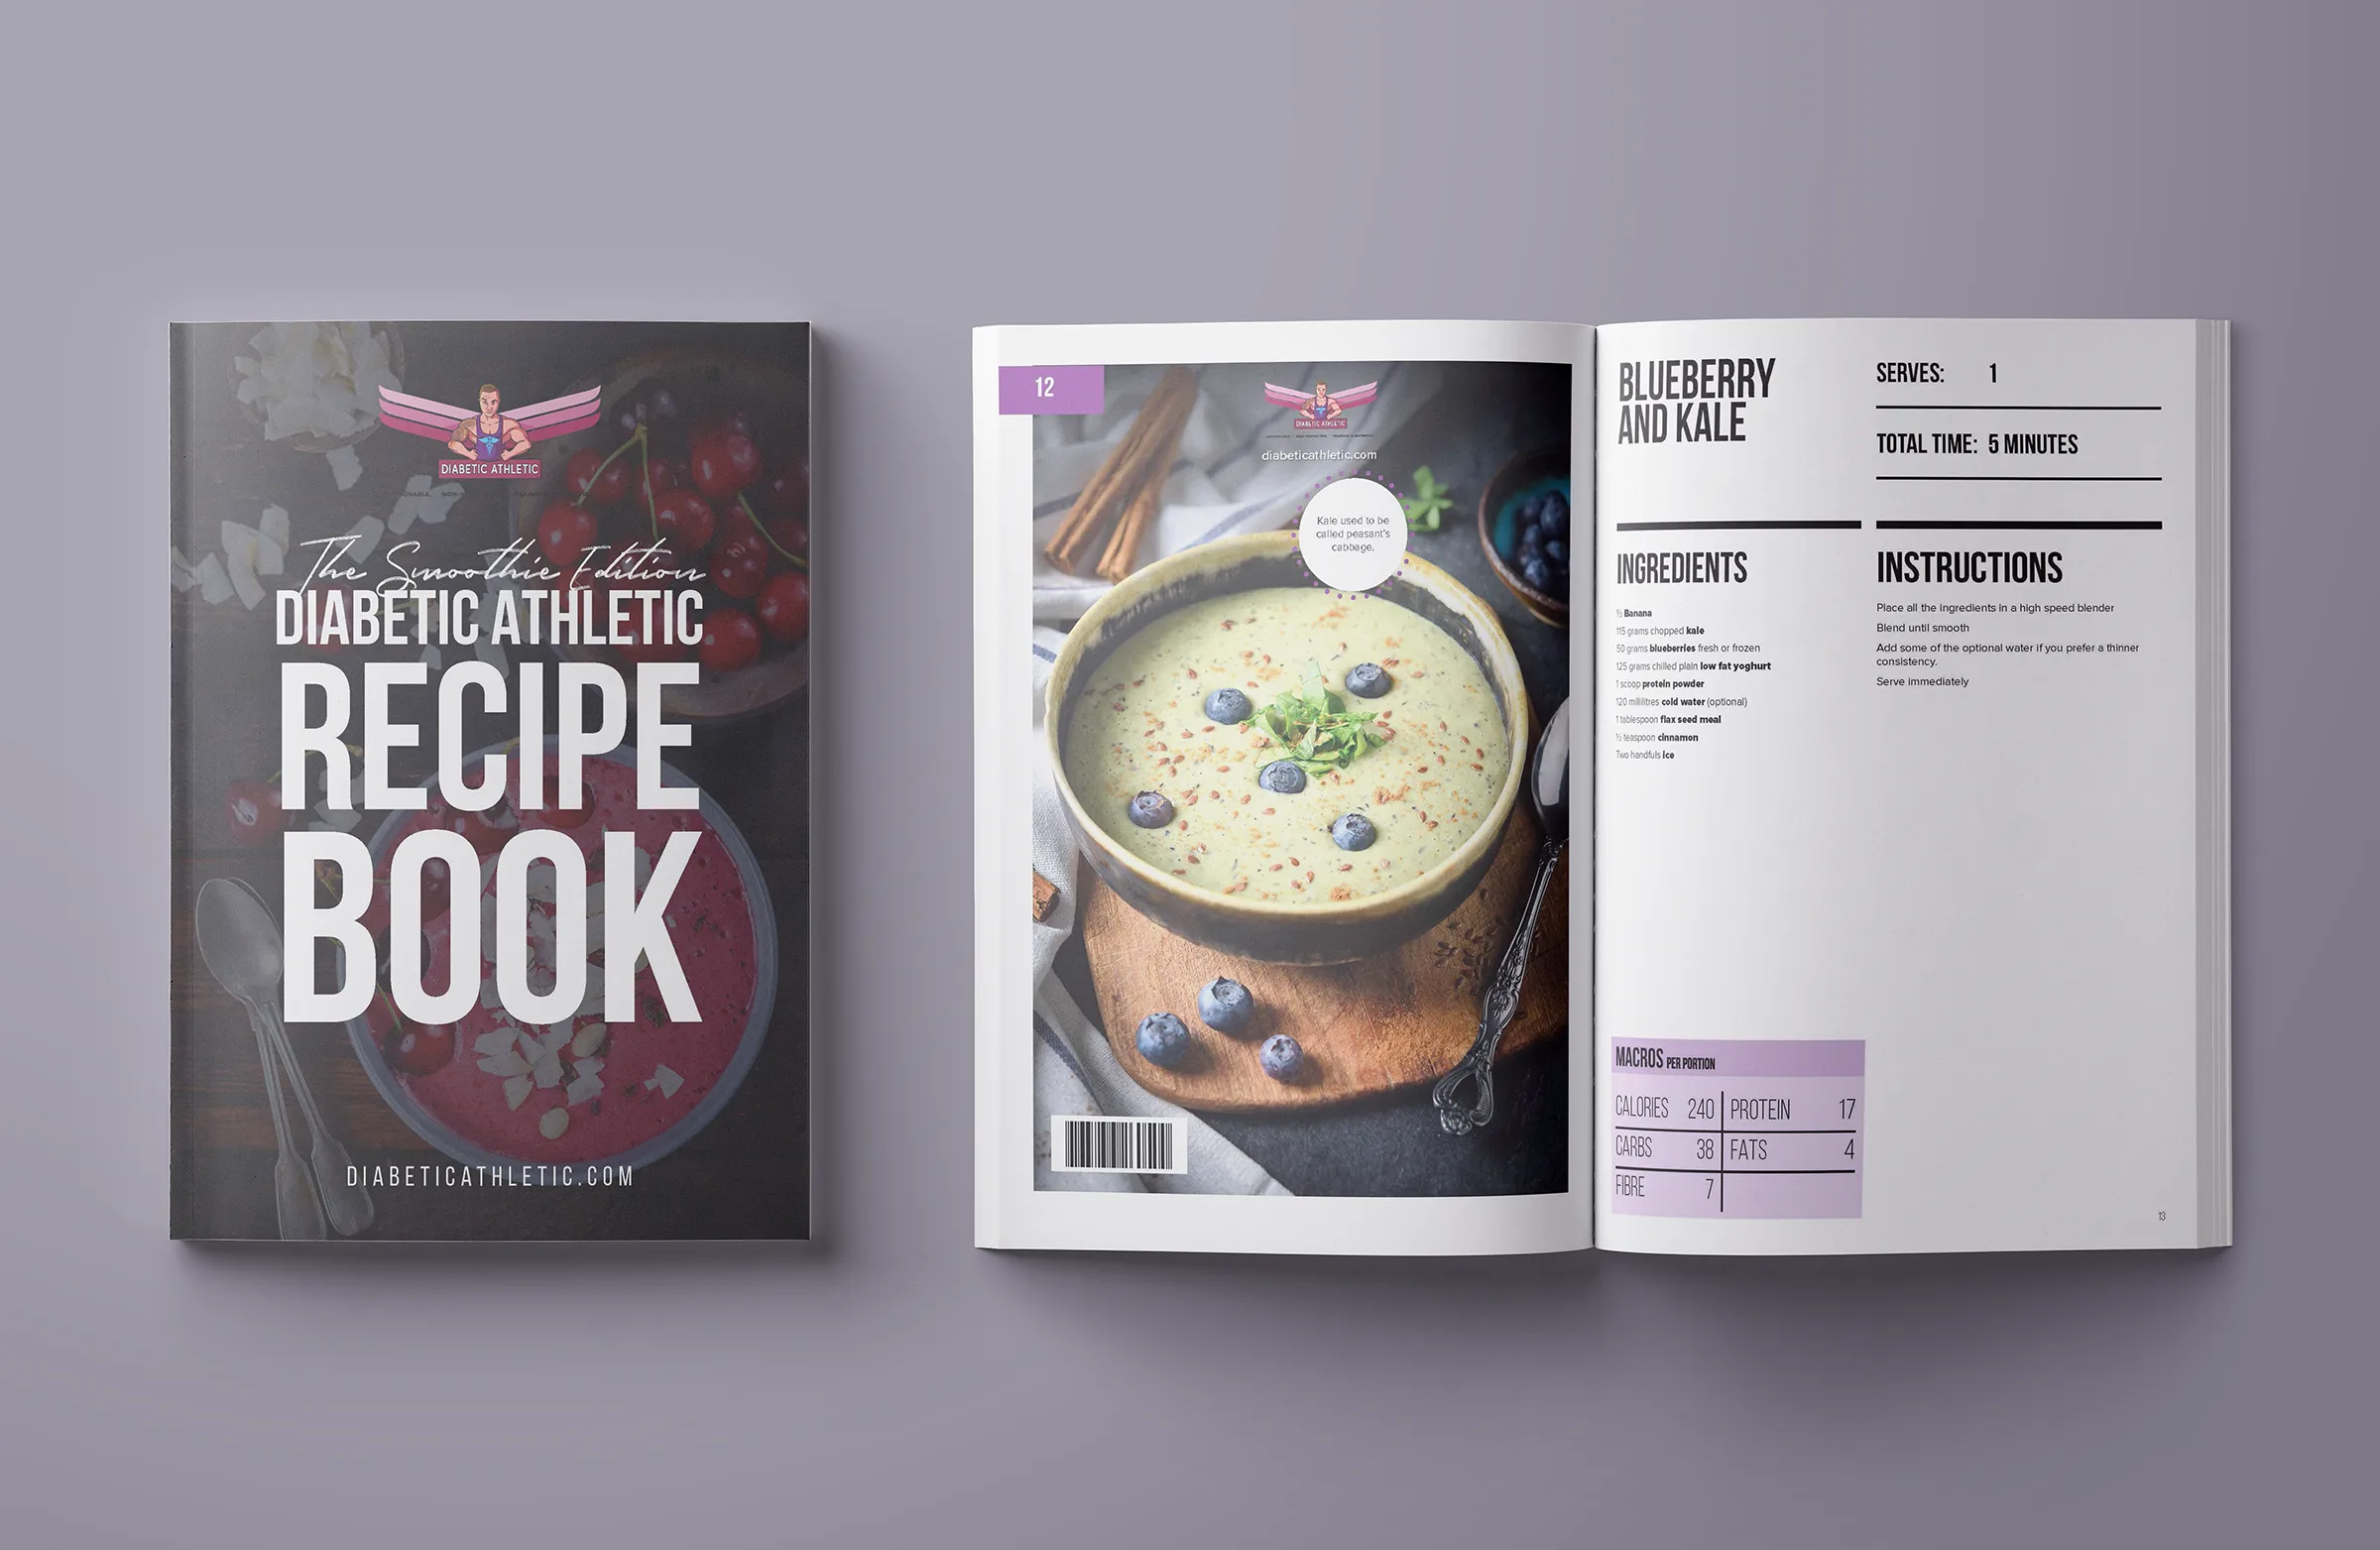 DIABETIC ATHLETIC
The Smoothie Edition
DIABETIC ATHLETIC
RECIPE
BOOK
DIABETICATHLETIC.COM
12
DIABETIC ATHLETIC
diabeticathletic.com
Kale used to be
called peasant's
cabbage.
BLUEBERRY
AND KALE
SERVES: 1
TOTAL TIME: 5 MINUTES
INGREDIENTS
½ Banana
115 grams chopped kale
50 grams blueberries fresh or frozen
125 grams chilled plain low fat yoghurt
1 scoop protein powder
120 millilitres cold water (optional)
1 tablespoon flax seed meal
½ teaspoon cinnamon
Two handfuls ice
INSTRUCTIONS
Place all the ingredients in a high speed blender
Blend until smooth
Add some of the optional water if you prefer a thinner
consistency.
Serve immediately
MACROS PER PORTION
CALORIES 240 PROTEIN 17
CARBS 38 FATS 4
FIBRE 7
13